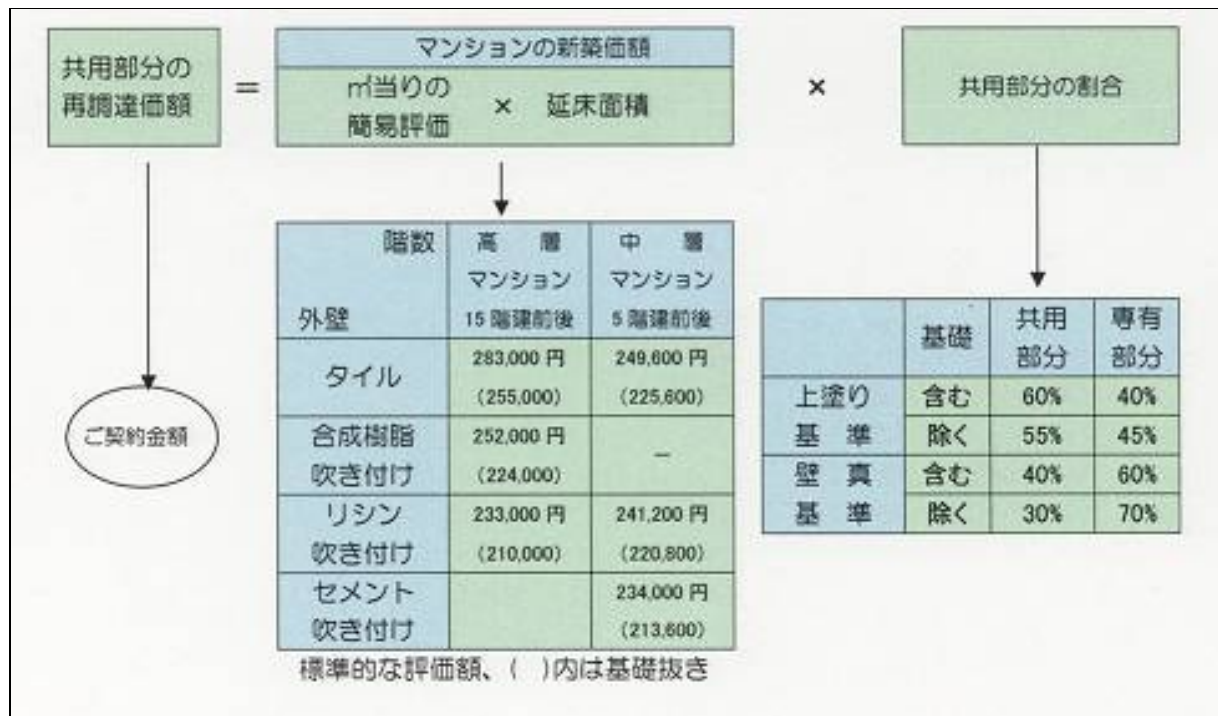 共用部分の
再調達価額
=
マンションの新築価額
㎡当りの
簡易評価
×
延床面積
×
共用部分の割合
ご契約金額
階数
外壁
高 層
マンション
15階建前後
中 層
マンション
5階建前後
タイル
283,000円
(255,000)
249,600円
(225,600)
合成樹脂
吹き付け
252,000円
(224,000)
－
リシン
吹き付け
233,000円
(210,000)
241,200円
(220,800)
セメント
吹き付け
234,000円
(213,600)
標準的な評価額、( )内は基礎抜き
基礎
共用
部分
専有
部分
上塗り
基 準
含む 60% 40%
除く 55% 45%
壁 真
基 準
含む 40% 60%
除く 30% 70%